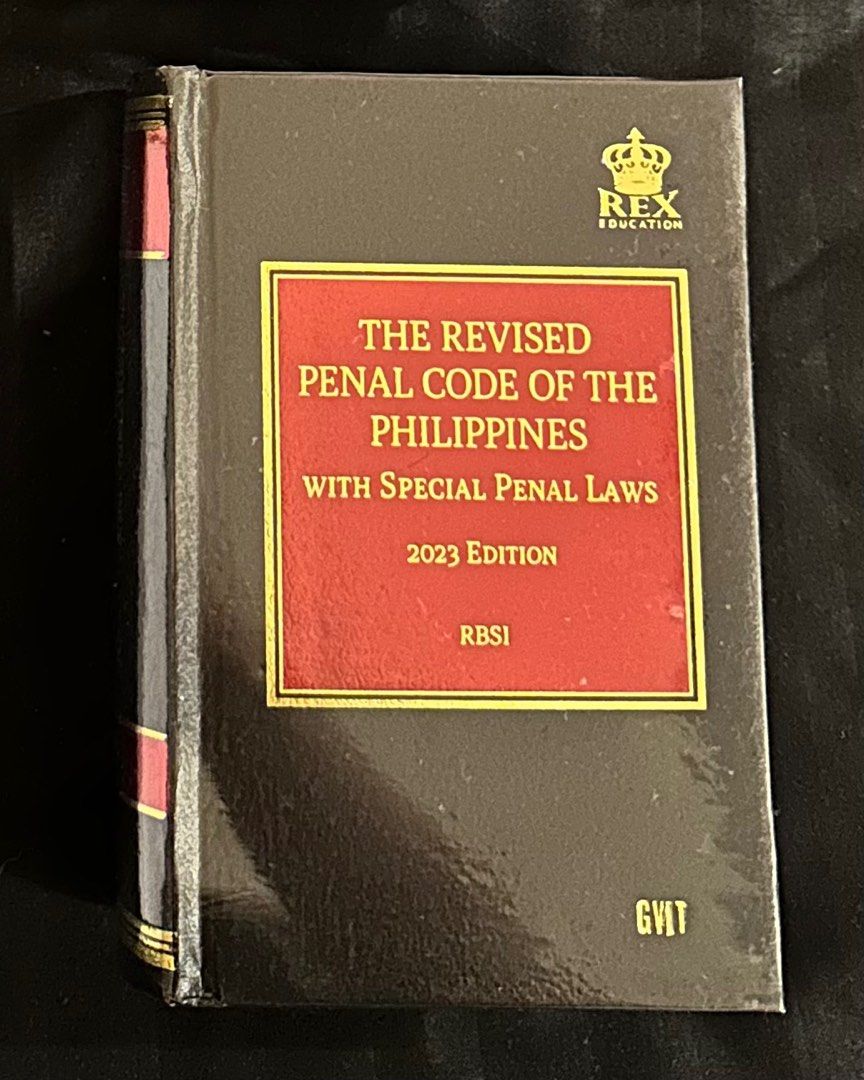 REX
EDUCATION
THE REVISED
PENAL CODE OF THE
PHILIPPINES
WITH SPECIAL PENAL LAWS
2023 EDITION
RBSI
GVIT